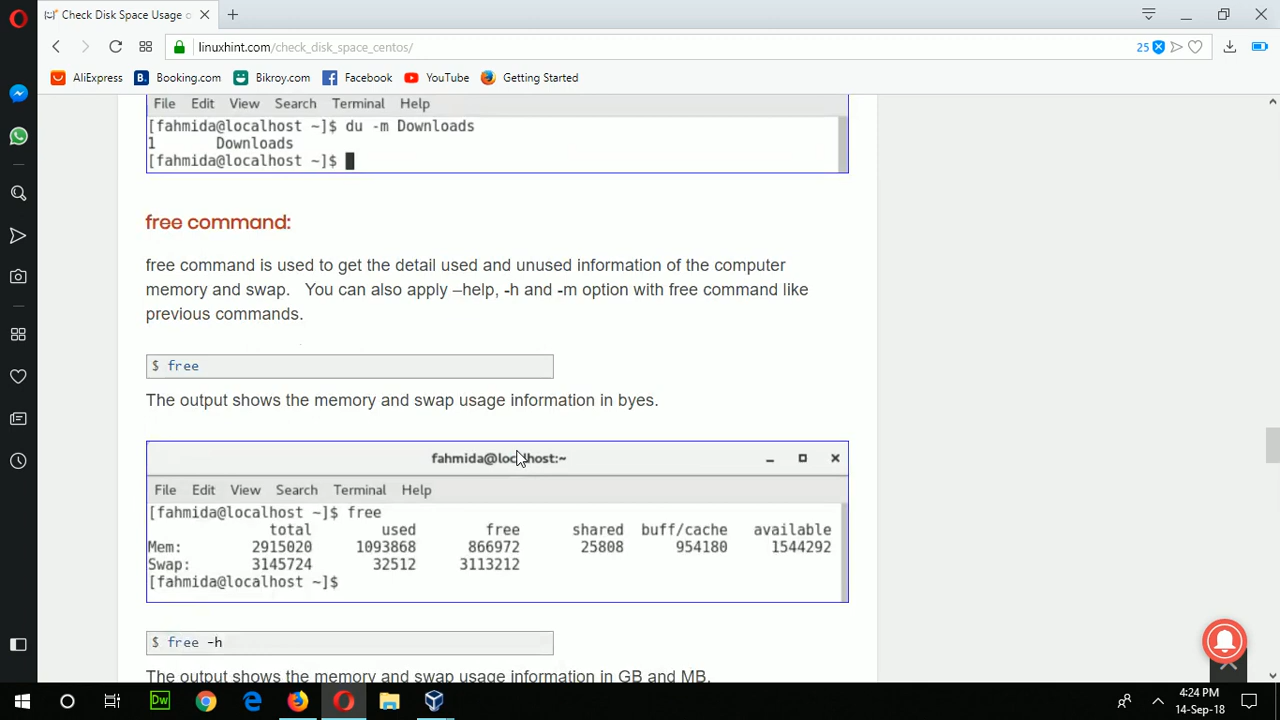 Check Disk Space Usage o
linuxhint.com/check_disk_space_centos/
25
AliExpress
B.
Booking.com
Bikroy.com
Facebook
YouTube
Getting Started
File Edit View Search Terminal Help
[fahmida@localhost ~]$ du -m Downloads
1 Downloads
[fahmida@localhost ~]$
free command:
free command is used to get the detail used and unused information of the computer
memory and swap. You can also apply –help, -h and -m option with free command like
previous commands.
$ free
The output shows the memory and swap usage information in byes.
fahmida@localhost:~
File Edit View Search Terminal Help
[fahmida@localhost ~]$ free
total used free shared buff/cache available
Mem: 2915020 1093868 866972 25808 954180 1544292
Swap: 3145724 32512 3113212
[fahmida@localhost ~]$
$ free -h
The output shows the memory and swap usage information in GB and MB.
Dw
4:24 PM
14-Sep-18